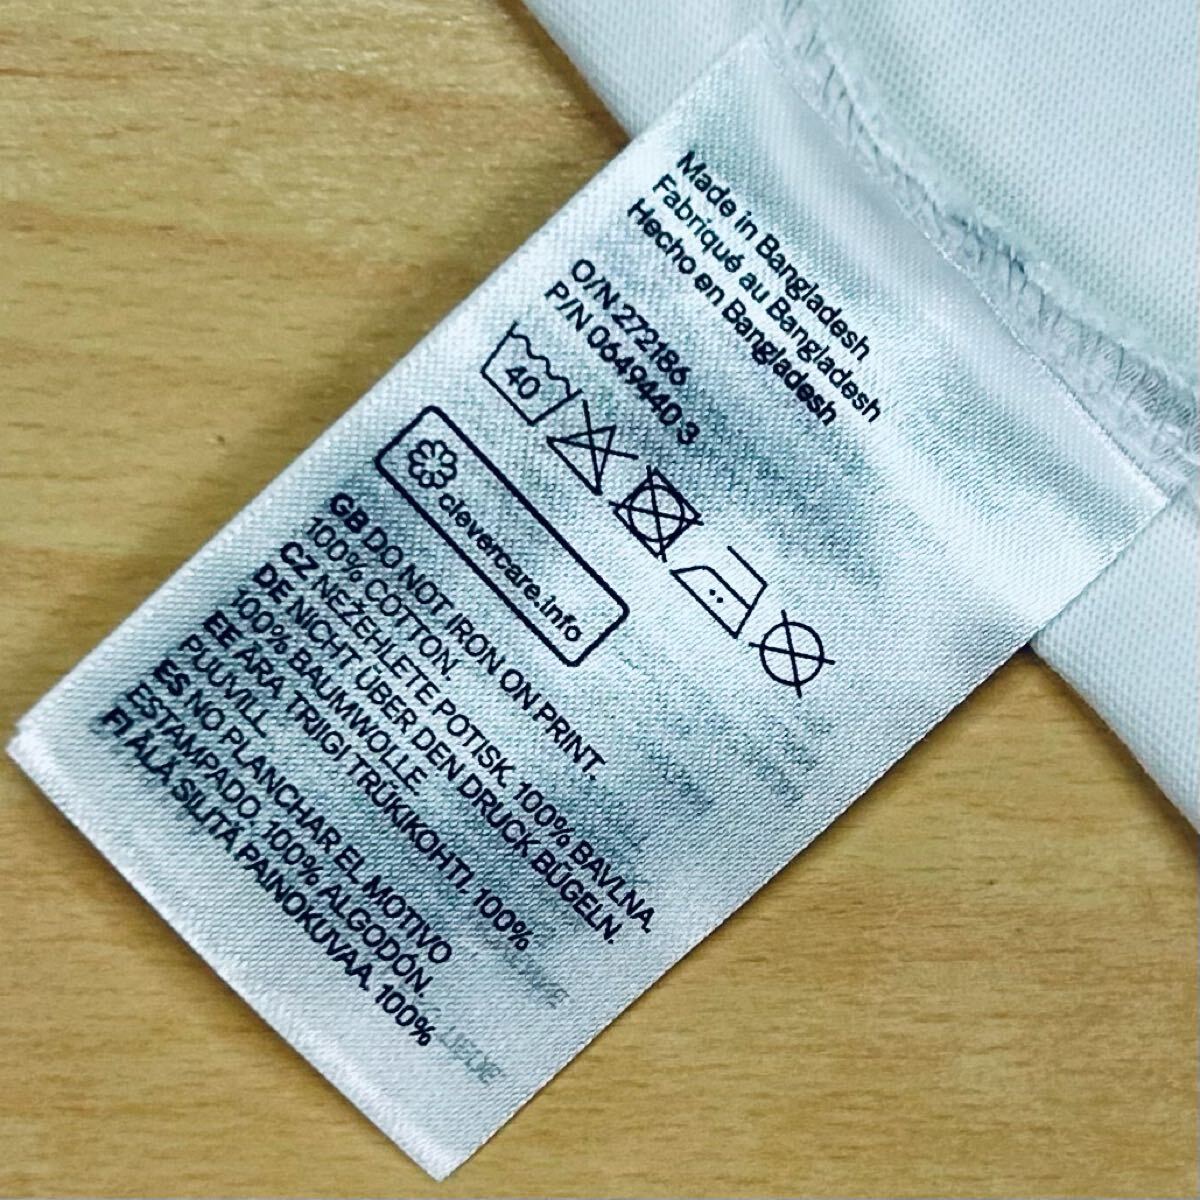 Made in Bangladesh
Fabriqué au Bangladesh
Hecho en Bangladesh
O/N 272186
P/N 0649440 3
40
clevercare.info
GB DO NOT IRON ON PRINT.
100% COTTON.
CZ NEŽEHLETE POTISK. 100% BAVLNA.
DE NICHT ÜBER DEN DRUCK BÜGELN.
100% BAUMWOLLE.
EE ÄRA TRIIGI TRÜKIKOHTI. 100%
PUUVILL.
ES NO PLANCHAR EL MOTIVO
ESTAMPADO. 100% ALGODÓN.
FI ÄLÄ SILITÄ PAINOKUVAA. 100%